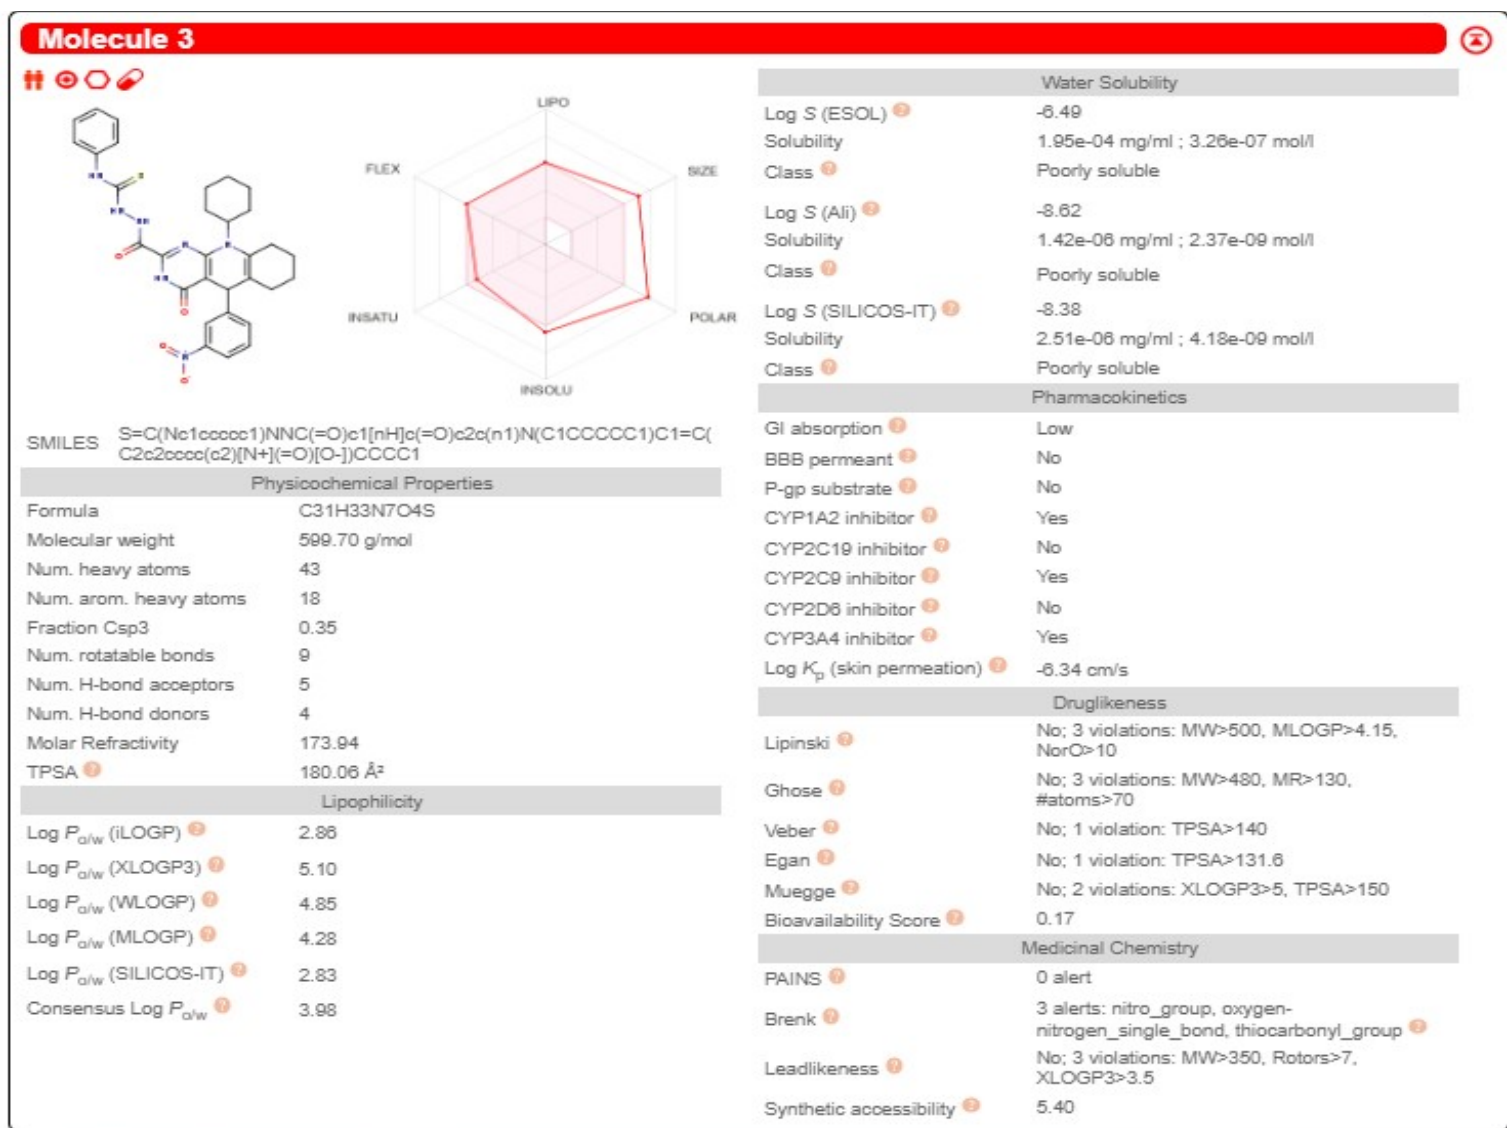 Molecule 3
LIPO
FLEX
SIZE
INSATU
POLAR
INSOLU
SMILES S=C(Nc1ccccc1)NNC(=O)c1[nH]c(=O)c2c(n1)N(C1CCCCC1)C1=C(
C2c2cccc(c2)[N+](=O)[O-])CCCC1
Physicochemical Properties
Formula C31H33N7O4S
Molecular weight 599.70 g/mol
Num. heavy atoms 43
Num. arom. heavy atoms 18
Fraction Csp3 0.35
Num. rotatable bonds 9
Num. H-bond acceptors 5
Num. H-bond donors 4
Molar Refractivity 173.94
TPSA ? 180.06 Å²
Lipophilicity
Log Po/w (iLOGP) ? 2.86
Log Po/w (XLOGP3) ? 5.10
Log Po/w (WLOGP) ? 4.85
Log Po/w (MLOGP) ? 4.28
Log Po/w (SILICOS-IT) ? 2.83
Consensus Log Po/w ? 3.98
Water Solubility
Log S (ESOL) ? -6.49
Solubility 1.95e-04 mg/ml ; 3.26e-07 mol/l
Class ? Poorly soluble
Log S (Ali) ? -8.62
Solubility 1.42e-06 mg/ml ; 2.37e-09 mol/l
Class ? Poorly soluble
Log S (SILICOS-IT) ? -8.38
Solubility 2.51e-06 mg/ml ; 4.18e-09 mol/l
Class ? Poorly soluble
Pharmacokinetics
GI absorption ? Low
BBB permeant ? No
P-gp substrate ? No
CYP1A2 inhibitor ? Yes
CYP2C19 inhibitor ? No
CYP2C9 inhibitor ? Yes
CYP2D6 inhibitor ? No
CYP3A4 inhibitor ? Yes
Log Kp (skin permeation) ? -6.34 cm/s
Druglikeness
Lipinski ? No; 3 violations: MW>500, MLOGP>4.15,
NorO>10
Ghose ? No; 3 violations: MW>480, MR>130,
#atoms>70
Veber ? No; 1 violation: TPSA>140
Egan ? No; 1 violation: TPSA>131.6
Muegge ? No; 2 violations: XLOGP3>5, TPSA>150
Bioavailability Score ? 0.17
Medicinal Chemistry
PAINS ? 0 alert
Brenk ? 3 alerts: nitro_group, oxygen-
nitrogen_single_bond, thiocarbonyl_group ?
Leadlikeness ? No; 3 violations: MW>350, Rotors>7,
XLOGP3>3.5
Synthetic accessibility ? 5.40